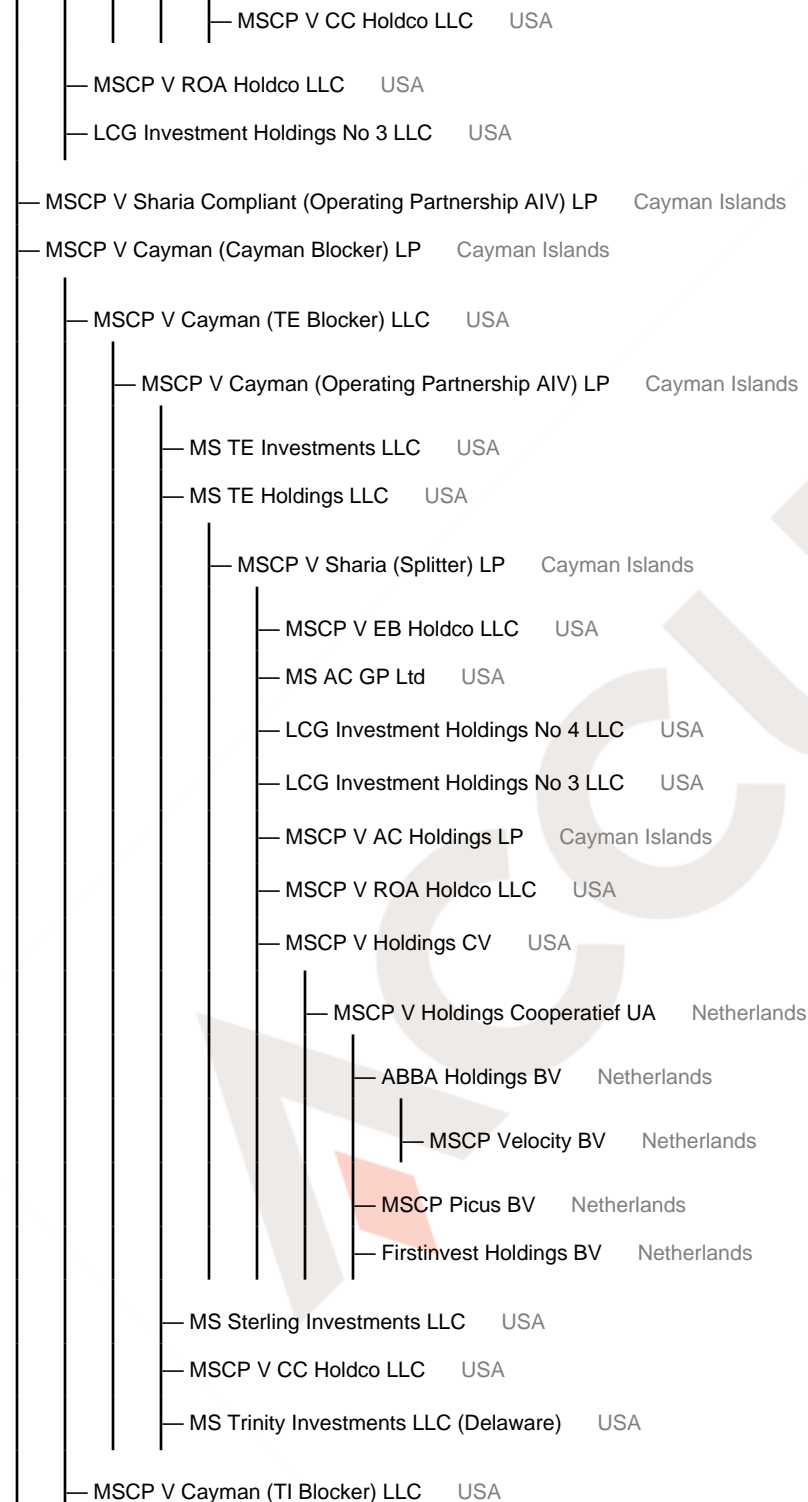 MSCP V CC Holdco LLC USA
MSCP V ROA Holdco LLC USA
LCG Investment Holdings No 3 LLC USA
MSCP V Sharia Compliant (Operating Partnership AIV) LP Cayman Islands
MSCP V Cayman (Cayman Blocker) LP Cayman Islands
MSCP V Cayman (TE Blocker) LLC USA
MSCP V Cayman (Operating Partnership AIV) LP Cayman Islands
MS TE Investments LLC USA
MS TE Holdings LLC USA
MSCP V Sharia (Splitter) LP Cayman Islands
MSCP V EB Holdco LLC USA
MS AC GP Ltd USA
LCG Investment Holdings No 4 LLC USA
LCG Investment Holdings No 3 LLC USA
MSCP V AC Holdings LP Cayman Islands
MSCP V ROA Holdco LLC USA
MSCP V Holdings CV USA
MSCP V Holdings Cooperatief UA Netherlands
ABBA Holdings BV Netherlands
MSCP Velocity BV Netherlands
MSCP Picus BV Netherlands
Firstinvest Holdings BV Netherlands
MS Sterling Investments LLC USA
MSCP V CC Holdco LLC USA
MS Trinity Investments LLC (Delaware) USA
MSCP V Cayman (TI Blocker) LLC USA